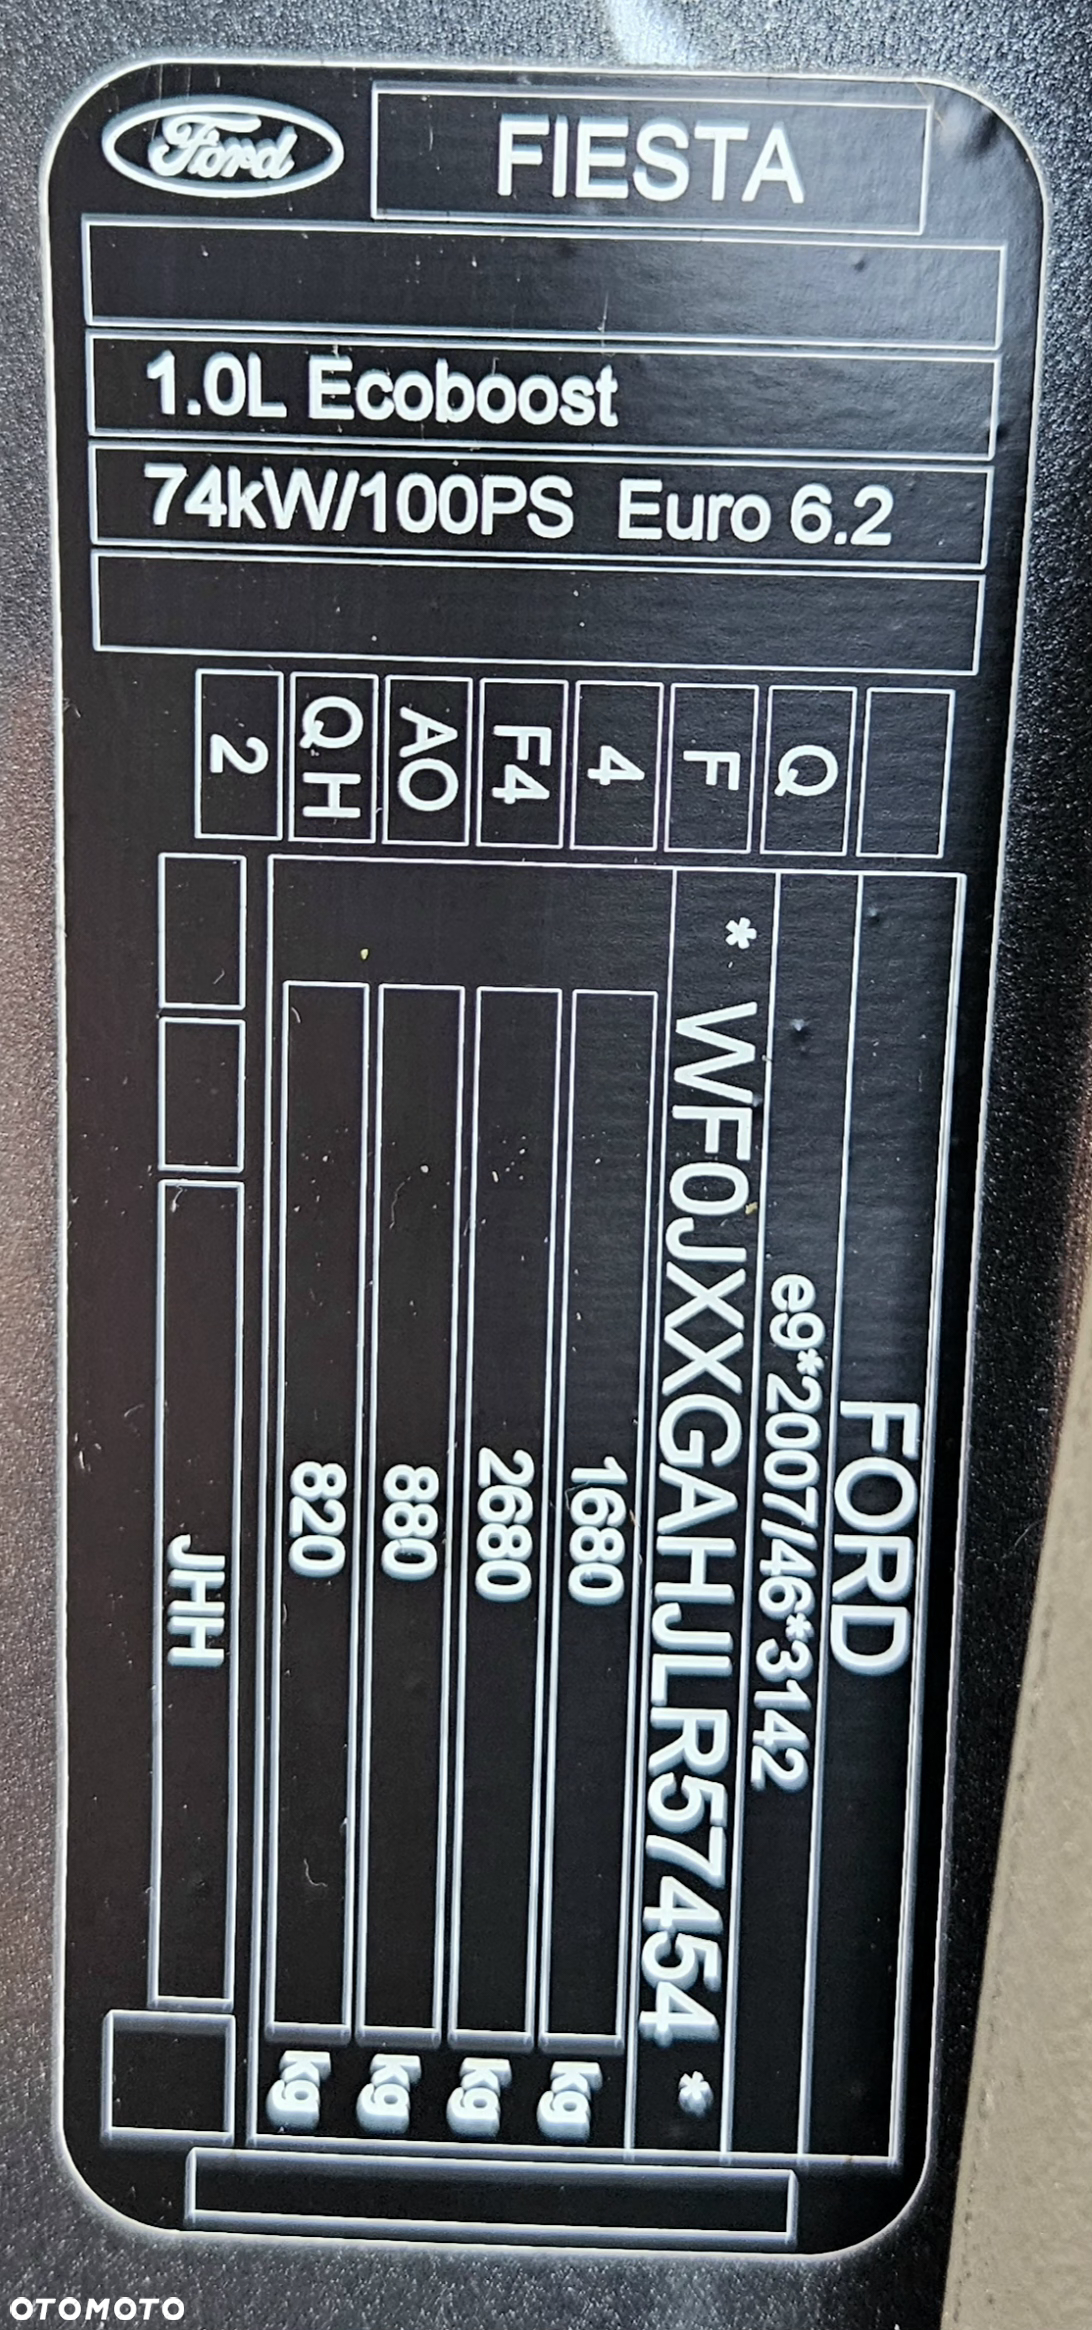 Ford
FIESTA
1.0L Ecoboost
74kW/100PS Euro 6.2
Q
F
4
F4
AO
QH
2
FORD
e9*2007/46*3142
* WF0JXXGAHJLR57454 *
1680 kg
2680 kg
880 kg
820 kg
JHH
OTOMOTO